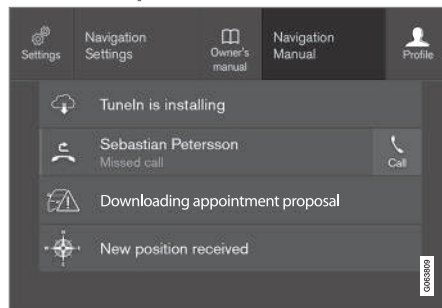 Settings
Navigation
Settings
Owner's
manual
Navigation
Manual
Profile
TuneIn is installing
Sebastian Petersson
Missed call
Call
Downloading appointment proposal
New position received
G063809